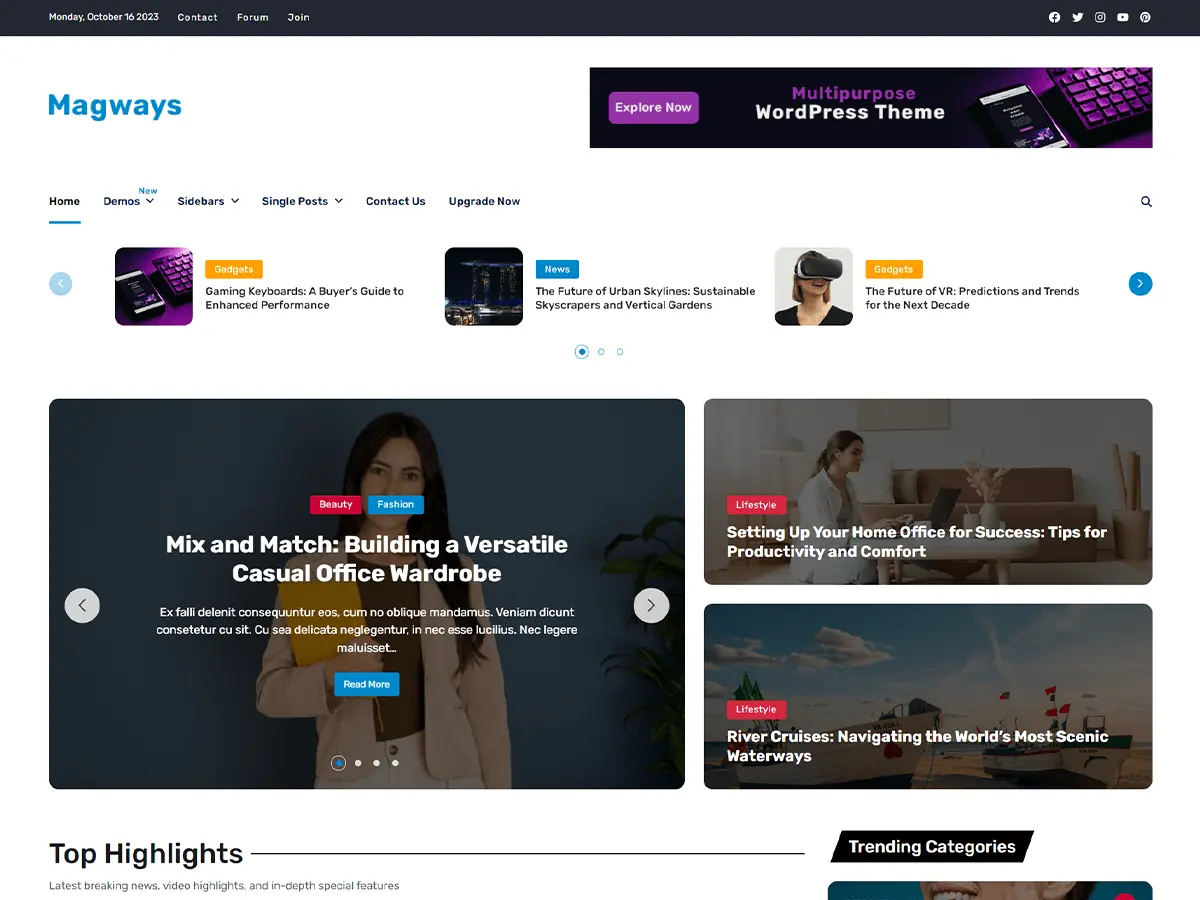 Monday, October 16 2023 Contact Forum Join
Magways
Explore Now
Multipurpose
WordPress Theme
New
Home Demos Sidebars Single Posts Contact Us Upgrade Now
Gadgets
Gaming Keyboards: A Buyer's Guide to
Enhanced Performance
News
The Future of Urban Skylines: Sustainable
Skyscrapers and Vertical Gardens
Gadgets
The Future of VR: Predictions and Trends
for the Next Decade
Beauty Fashion
Mix and Match: Building a Versatile
Casual Office Wardrobe
Ex falli delenit consequuntur eos, cum no oblique mandamus. Veniam dicunt
consetetur cu sit. Cu sea delicata neglegentur, in nec esse lucilius. Nec legere
maluisset...
Read More
Lifestyle
Setting Up Your Home Office for Success: Tips for
Productivity and Comfort
Lifestyle
River Cruises: Navigating the World's Most Scenic
Waterways
Top Highlights
Latest breaking news, video highlights, and in-depth special features
Trending Categories